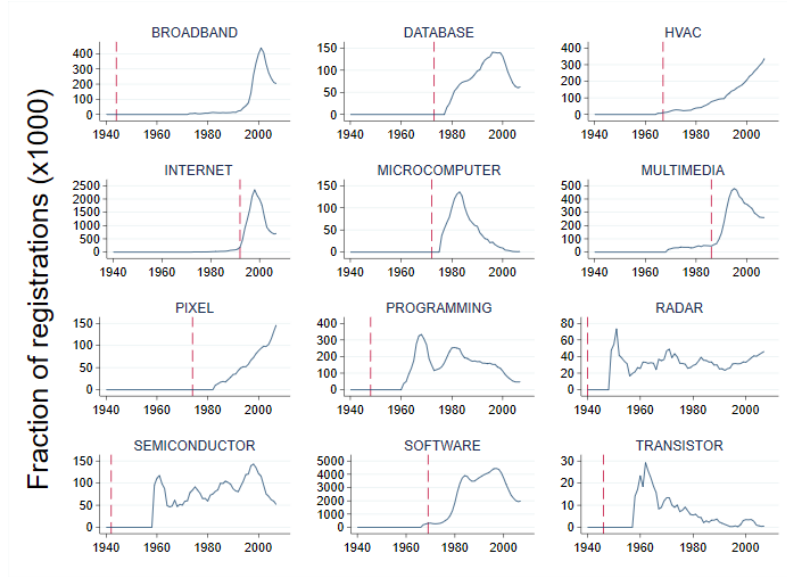 Fraction of registrations (x1000)
BROADBAND
400
300
200
100
0
1940 1960 1980 2000
DATABASE
150
100
50
0
1940 1960 1980 2000
HVAC
400
300
200
100
0
1940 1960 1980 2000
INTERNET
2500
2000
1500
1000
500
0
1940 1960 1980 2000
MICROCOMPUTER
150
100
50
0
1940 1960 1980 2000
MULTIMEDIA
500
400
300
200
100
0
1940 1960 1980 2000
PIXEL
150
100
50
0
1940 1960 1980 2000
PROGRAMMING
400
300
200
100
0
1940 1960 1980 2000
RADAR
80
60
40
20
0
1940 1960 1980 2000
SEMICONDUCTOR
150
100
50
0
1940 1960 1980 2000
SOFTWARE
5000
4000
3000
2000
1000
0
1940 1960 1980 2000
TRANSISTOR
30
20
10
0
1940 1960 1980 2000